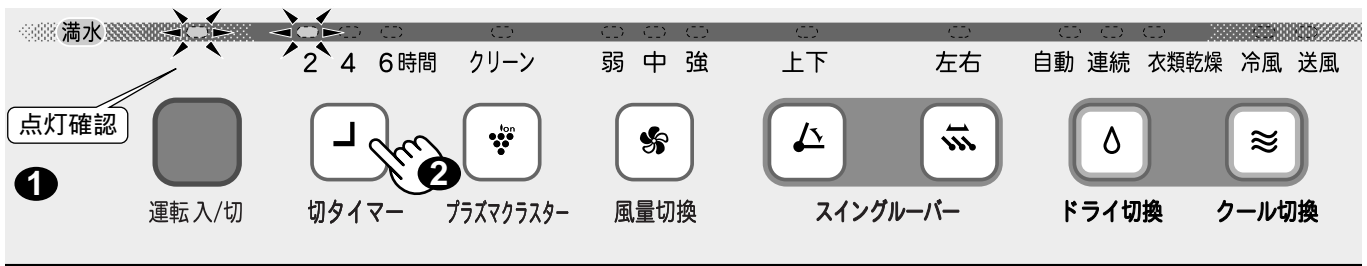 満水
2 4 6時間 クリーン 弱 中 強 上下 左右 自動 連続 衣類乾燥 冷風 送風
点灯確認
ion
❶ ❷
運転 入/切 切タイマー プラズマクラスター 風量切換 スイングルーバー ドライ切換 クール切換